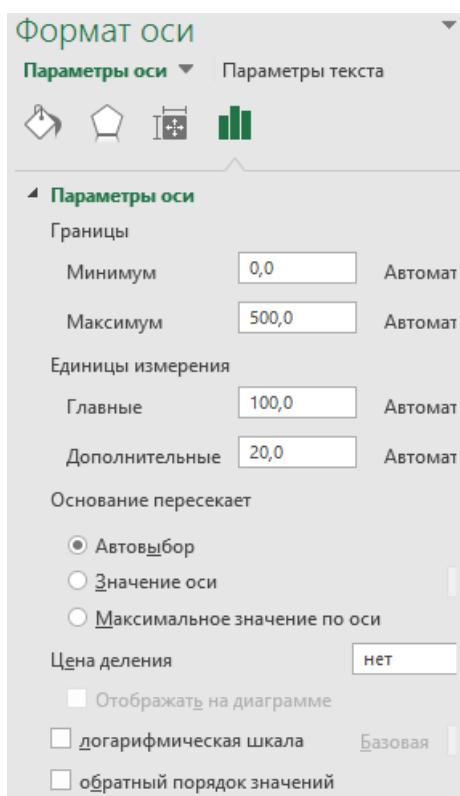 Формат оси
Параметры оси Параметры текста
Параметры оси
Границы
Минимум 0,0 Автомат
Максимум 500,0 Автомат
Единицы измерения
Главные 100,0 Автомат
Дополнительные 20,0 Автомат
Основание пересекает
Автовыбор
Значение оси
Максимальное значение по оси
Цена деления нет
Отображать на диаграмме
логарифмическая шкала Базовая
обратный порядок значений